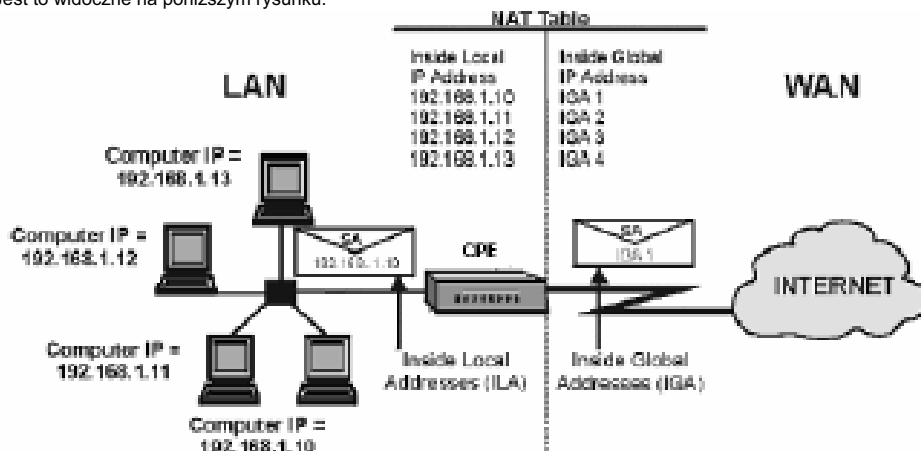 Jest to widoczne na poniższym rysunku.
NAT Table
Inside Local
IP Address
192.168.1.10
192.168.1.11
192.168.1.12
192.168.1.13
Inside Global
IP Address
IGA 1
IGA 2
IGA 3
IGA 4
LAN
WAN
Computer IP =
192.168.1.13
Computer IP =
192.168.1.12
SA
192.168.1.10
CPE
SA
IGA 1
INTERNET
Computer IP =
192.168.1.11
Inside Local
Addresses (ILA)
Inside Global
Addresses (IGA)
Computer IP =
192.168.1.10